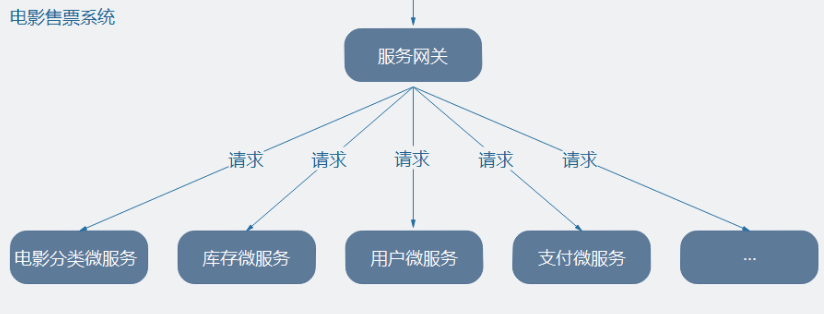 电影售票系统
服务网关
请求 请求 请求 请求 请求
电影分类微服务 库存微服务 用户微服务 支付微服务 ...